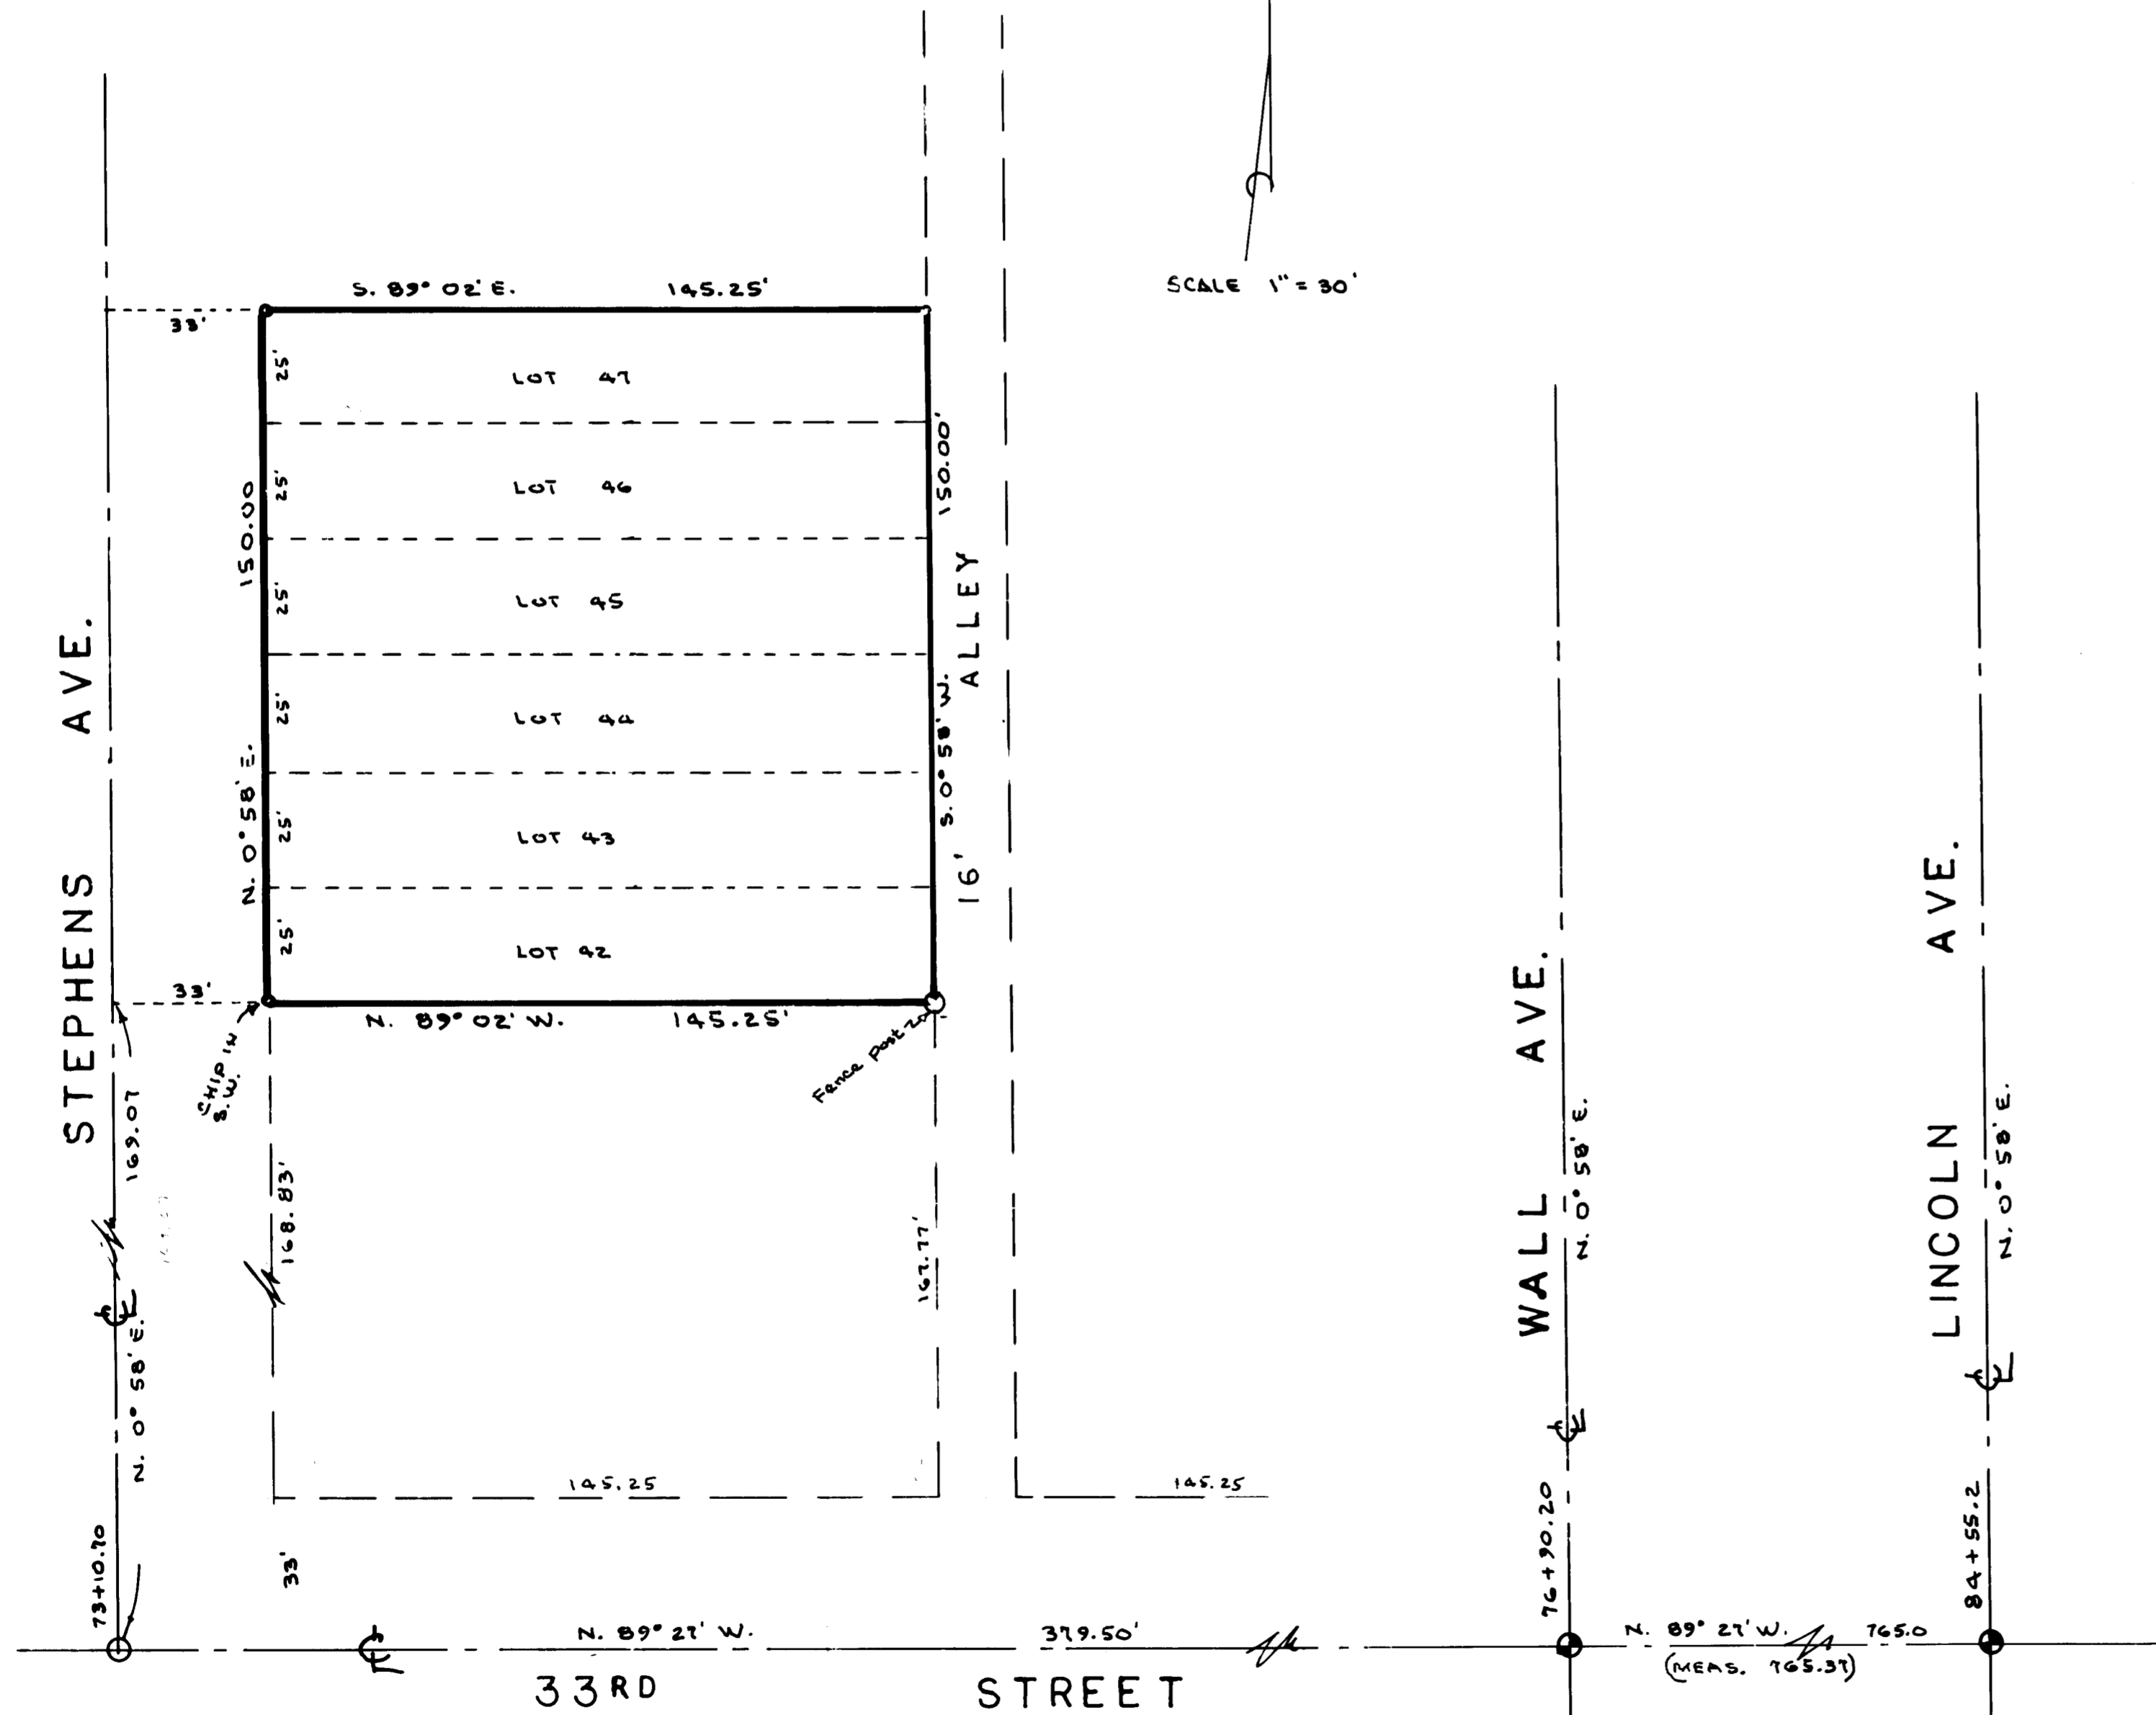 SCALE 1" = 30'
S. 89° 02' E. 145.25'
33'
25'
LOT 47
25'
LOT 46
25'
LOT 45
25'
LOT 44
25'
LOT 43
25'
LOT 42
N. 0° 58' E. 150.00
S. 0° 58' W. 150.00'
16' ALLEY
33'
N. 89° 02' W. 145.25'
CHIP IN
S.W.
Fence Post
STEPHENS AVE.
169.07
N. 0° 58' E.
73+10.70
168.83'
167.77'
145.25
145.25
33'
WALL AVE.
N. 0° 58' E.
76+90.20
LINCOLN AVE.
N. 0° 58' E.
84+55.2
N. 89° 27' W. 379.50'
N. 89° 27' W. 765.0
(MEAS. 765.37)
33RD STREET